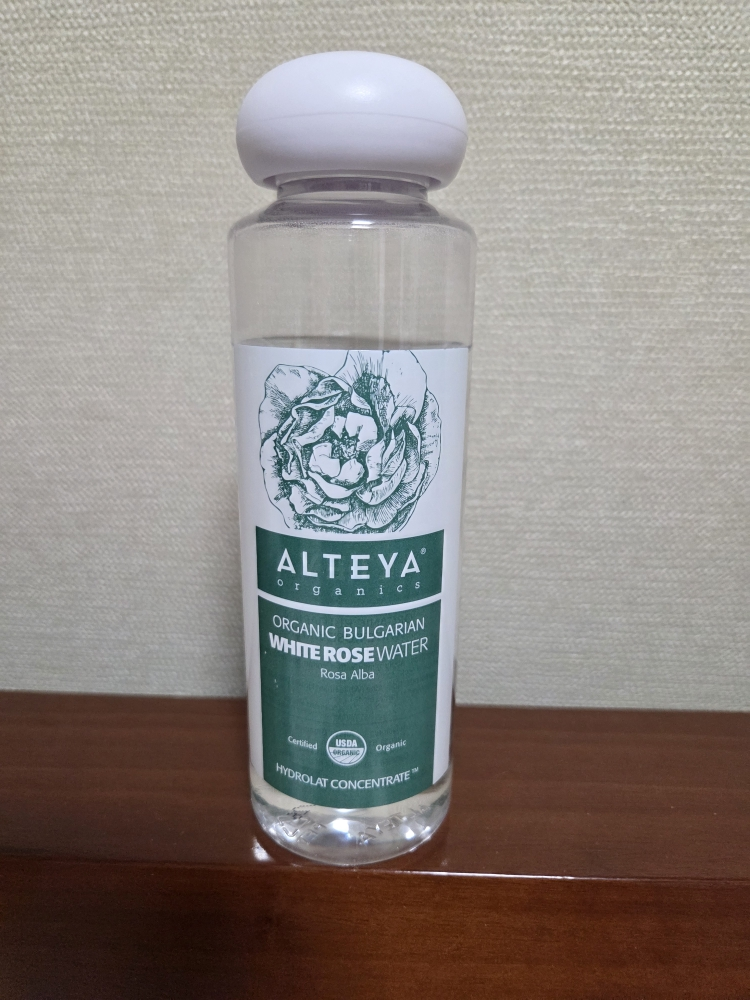 ALTEYA®
organics
ORGANIC BULGARIAN
WHITE ROSE WATER
Rosa Alba
Certified USDA ORGANIC Organic
HYDROLAT CONCENTRATE™